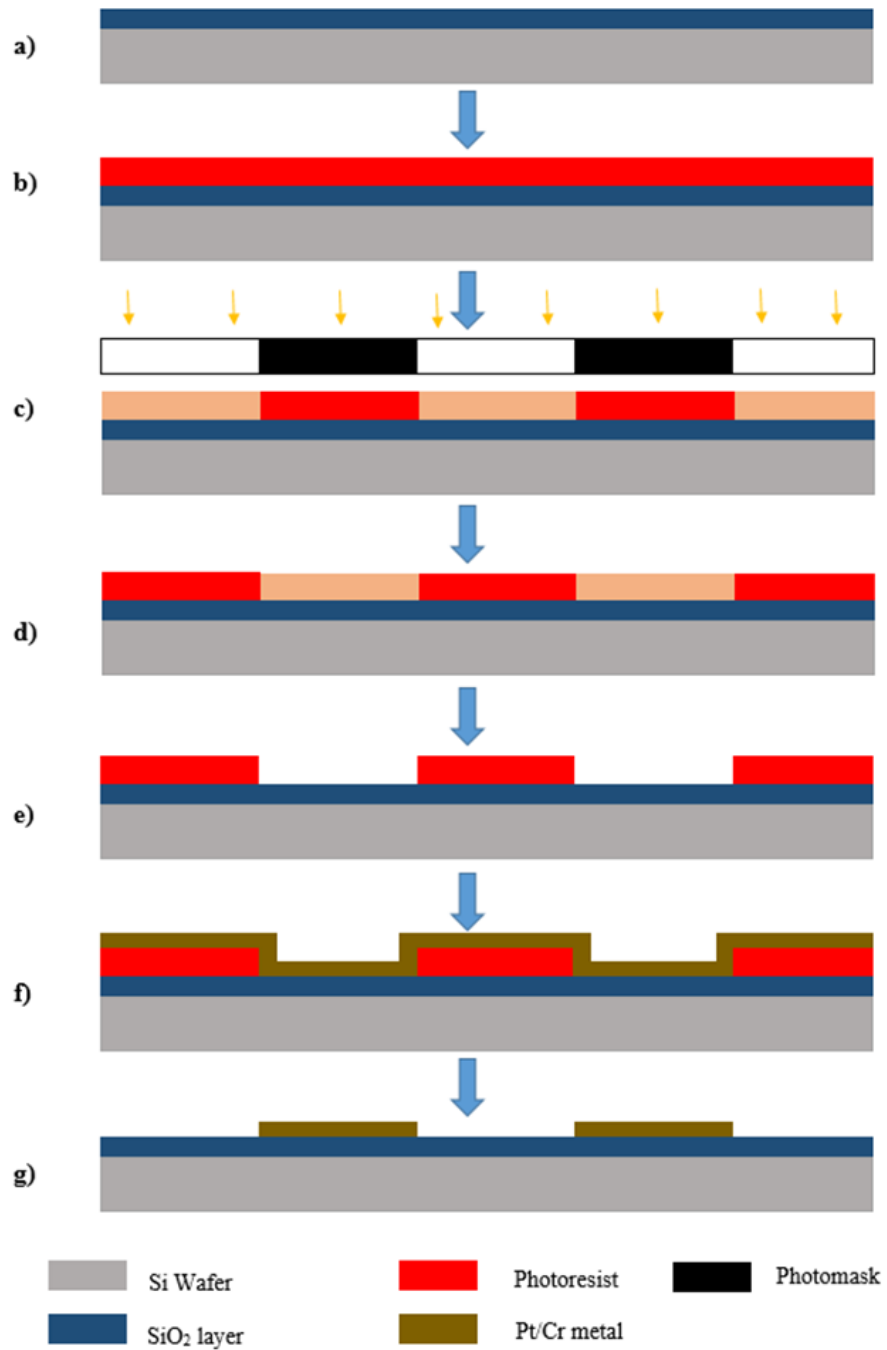 a)
b)
c)
d)
e)
f)
g)
Si Wafer
Photoresist
Photomask
SiO₂ layer
Pt/Cr metal